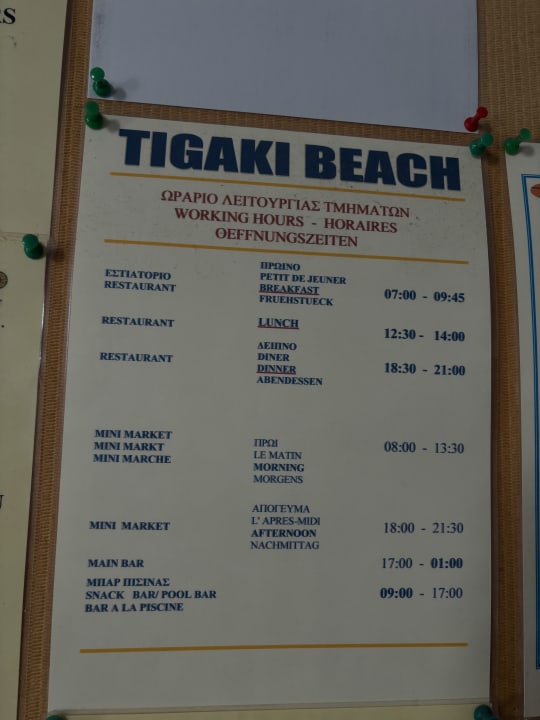 RS
TIGAKI BEACH
ΩΡΑΡΙΟ ΛΕΙΤΟΥΡΓΙΑΣ ΤΜΗΜΑΤΩΝ
WORKING HOURS - HORAIRES
OEFFNUNGSZEITEN
ΕΣΤΙΑΤΟΡΙΟ
RESTAURANT
ΠΡΩΙΝΟ
PETIT DE JEUNER
BREAKFAST
FRUEHSTUECK
07:00 - 09:45
RESTAURANT LUNCH 12:30 - 14:00
RESTAURANT
ΔΕΙΠΝΟ
DINER
DINNER
ABENDESSEN
18:30 - 21:00
MINI MARKET
MINI MARKT
MINI MARCHE
ΠΡΩΙ
LE MATIN
MORNING
MORGENS
08:00 - 13:30
MINI MARKET
ΑΠΟΓΕΥΜΑ
L' APRES-MIDI
AFTERNOON
NACHMITTAG
18:00 - 21:30
MAIN BAR 17:00 - 01:00
ΜΠΑΡ ΠΙΣΙΝΑΣ
SNACK BAR/ POOL BAR
BAR A LA PISCINE
09:00 - 17:00